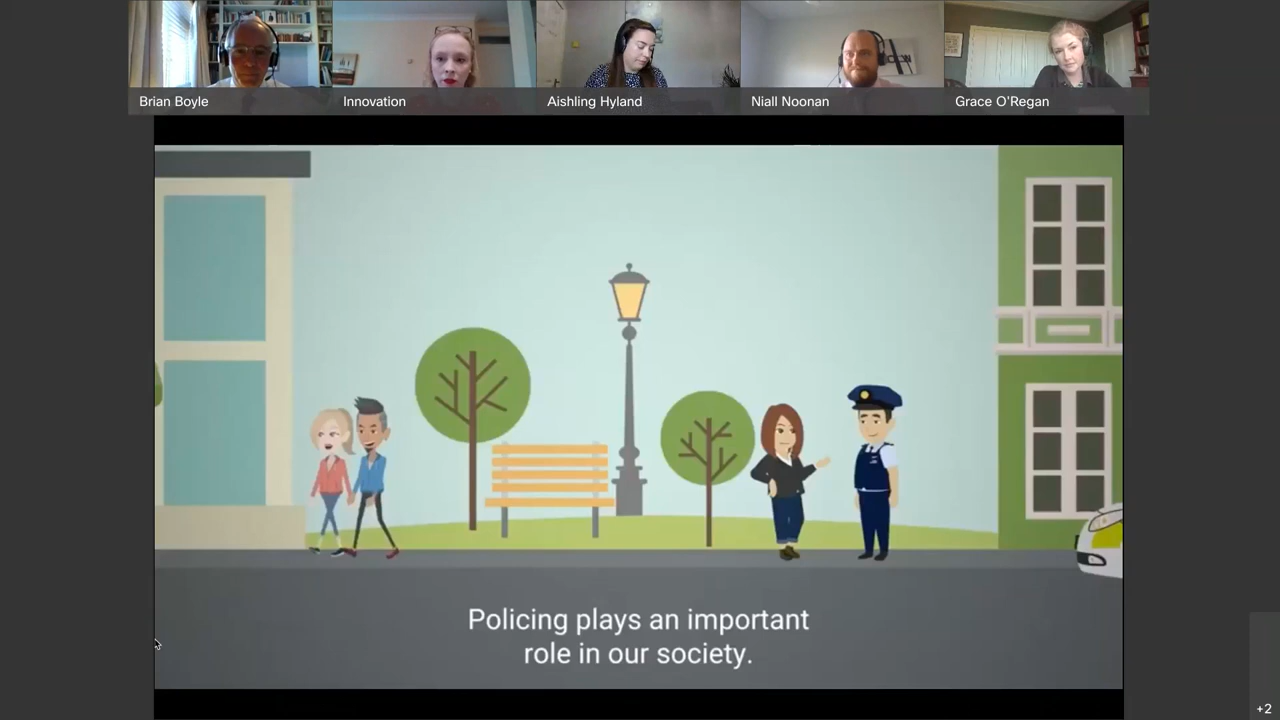 Brian Boyle
Innovation
Aishling Hyland
Niall Noonan
Grace O'Regan
Policing plays an important
role in our society.
+2